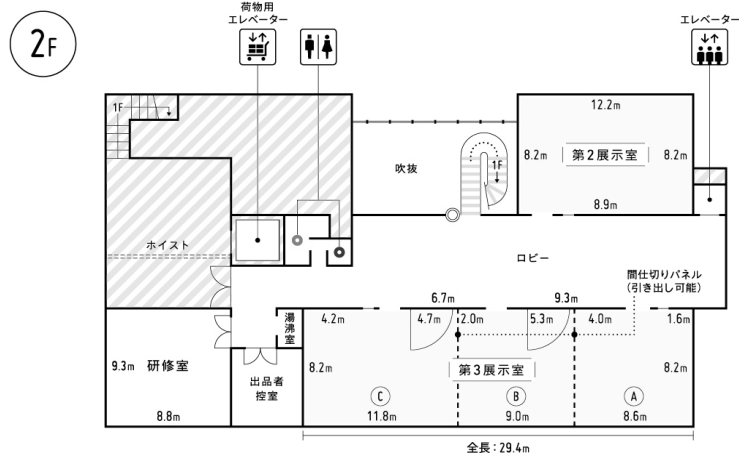 2F
荷物用
エレベーター
エレベーター
1F
12.2m
8.2m
第2展示室
8.2m
吹抜
1F
8.9m
ホイスト
ロビー
間仕切りパネル
（引き出し可能）
6.7m
9.3m
4.2m
4.7m
2.0m
5.3m
4.0m
1.6m
湯沸室
9.3m
研修室
8.2m
第3展示室
8.2m
出品者
控室
C
B
A
8.8m
11.8m
9.0m
8.6m
全長：29.4m